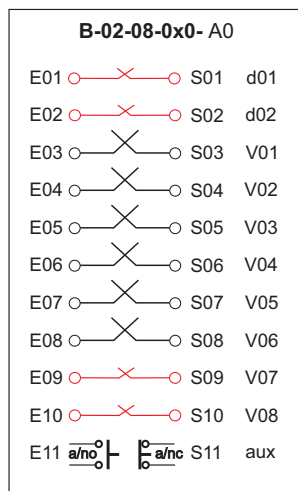 B-02-08-0x0- A0
E01 S01 d01
E02 S02 d02
E03 S03 V01
E04 S04 V02
E05 S05 V03
E06 S06 V04
E07 S07 V05
E08 S08 V06
E09 S09 V07
E10 S10 V08
E11 a/no a/nc S11 aux